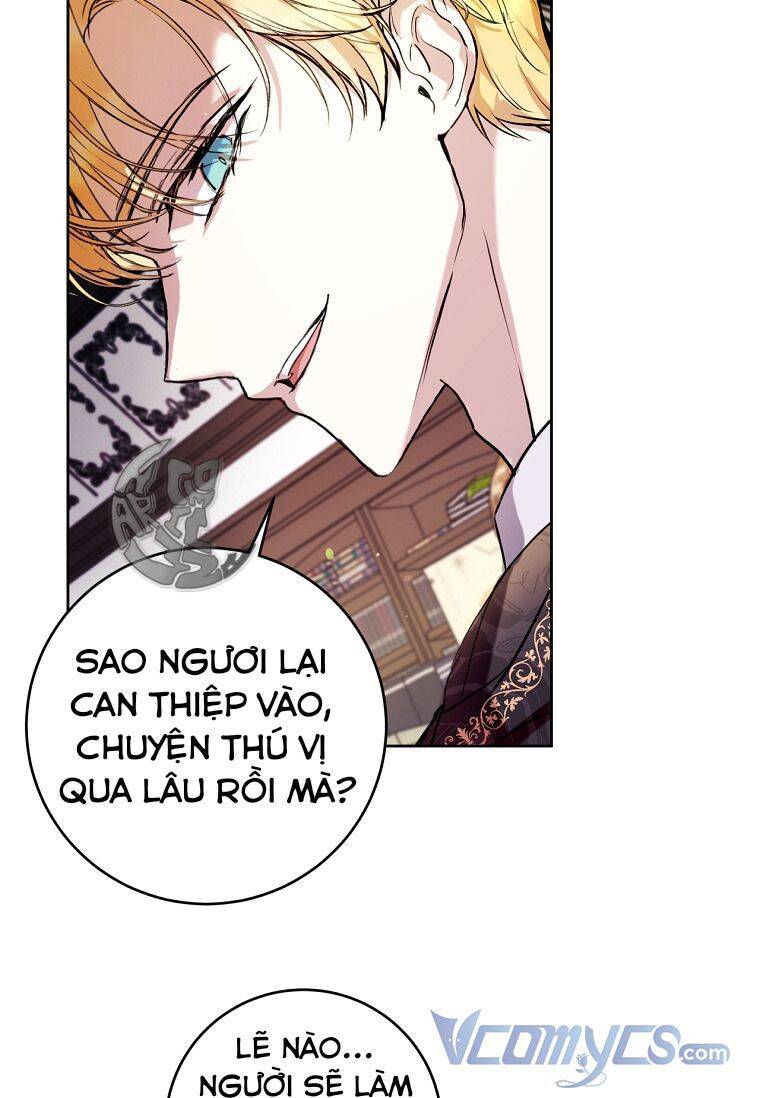 SAO NGƯƠI LẠI
CAN THIỆP VÀO,
CHUYỆN THÚ VỊ
QUA LÂU RỒI MÀ?
LẼ NÀO...
NGƯỜI SẼ LÀM
VCOMYCS.com